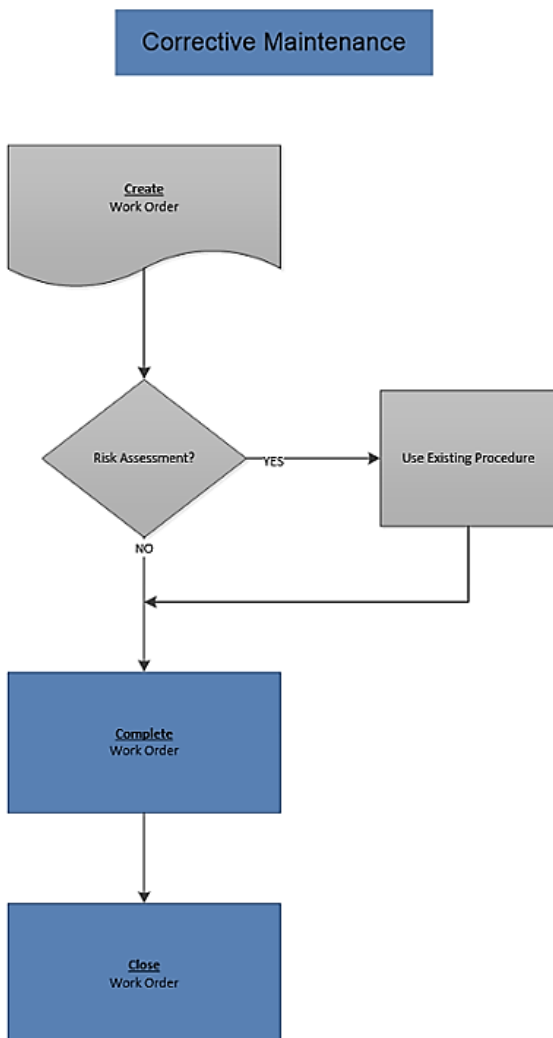 Corrective Maintenance
Create
Work Order
Risk Assessment?
YES
Use Existing Procedure
NO
Complete
Work Order
Close
Work Order